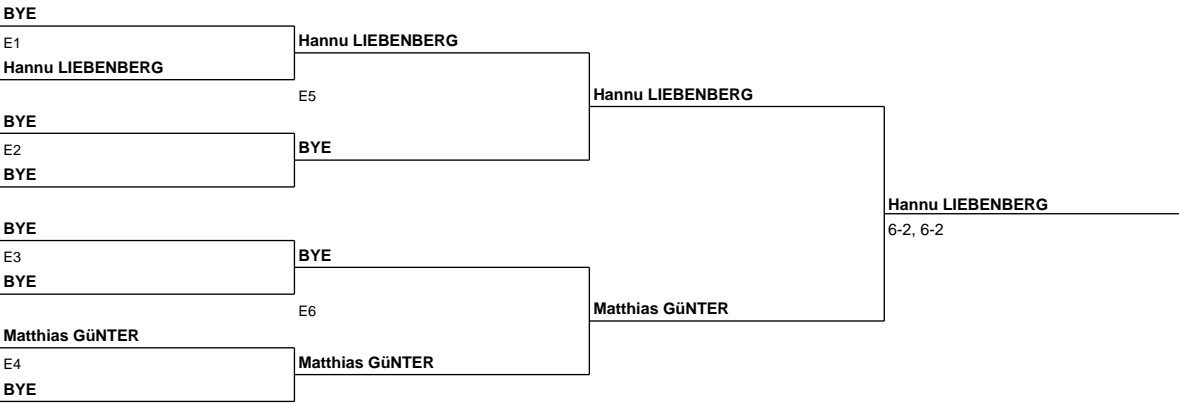 BYE
E1
Hannu LIEBENBERG
Hannu LIEBENBERG
E5
BYE
E2
BYE
BYE
Hannu LIEBENBERG
BYE
E3
BYE
BYE
E6
Matthias GüNTER
E4
BYE
Matthias GüNTER
Matthias GüNTER
Hannu LIEBENBERG
6-2, 6-2